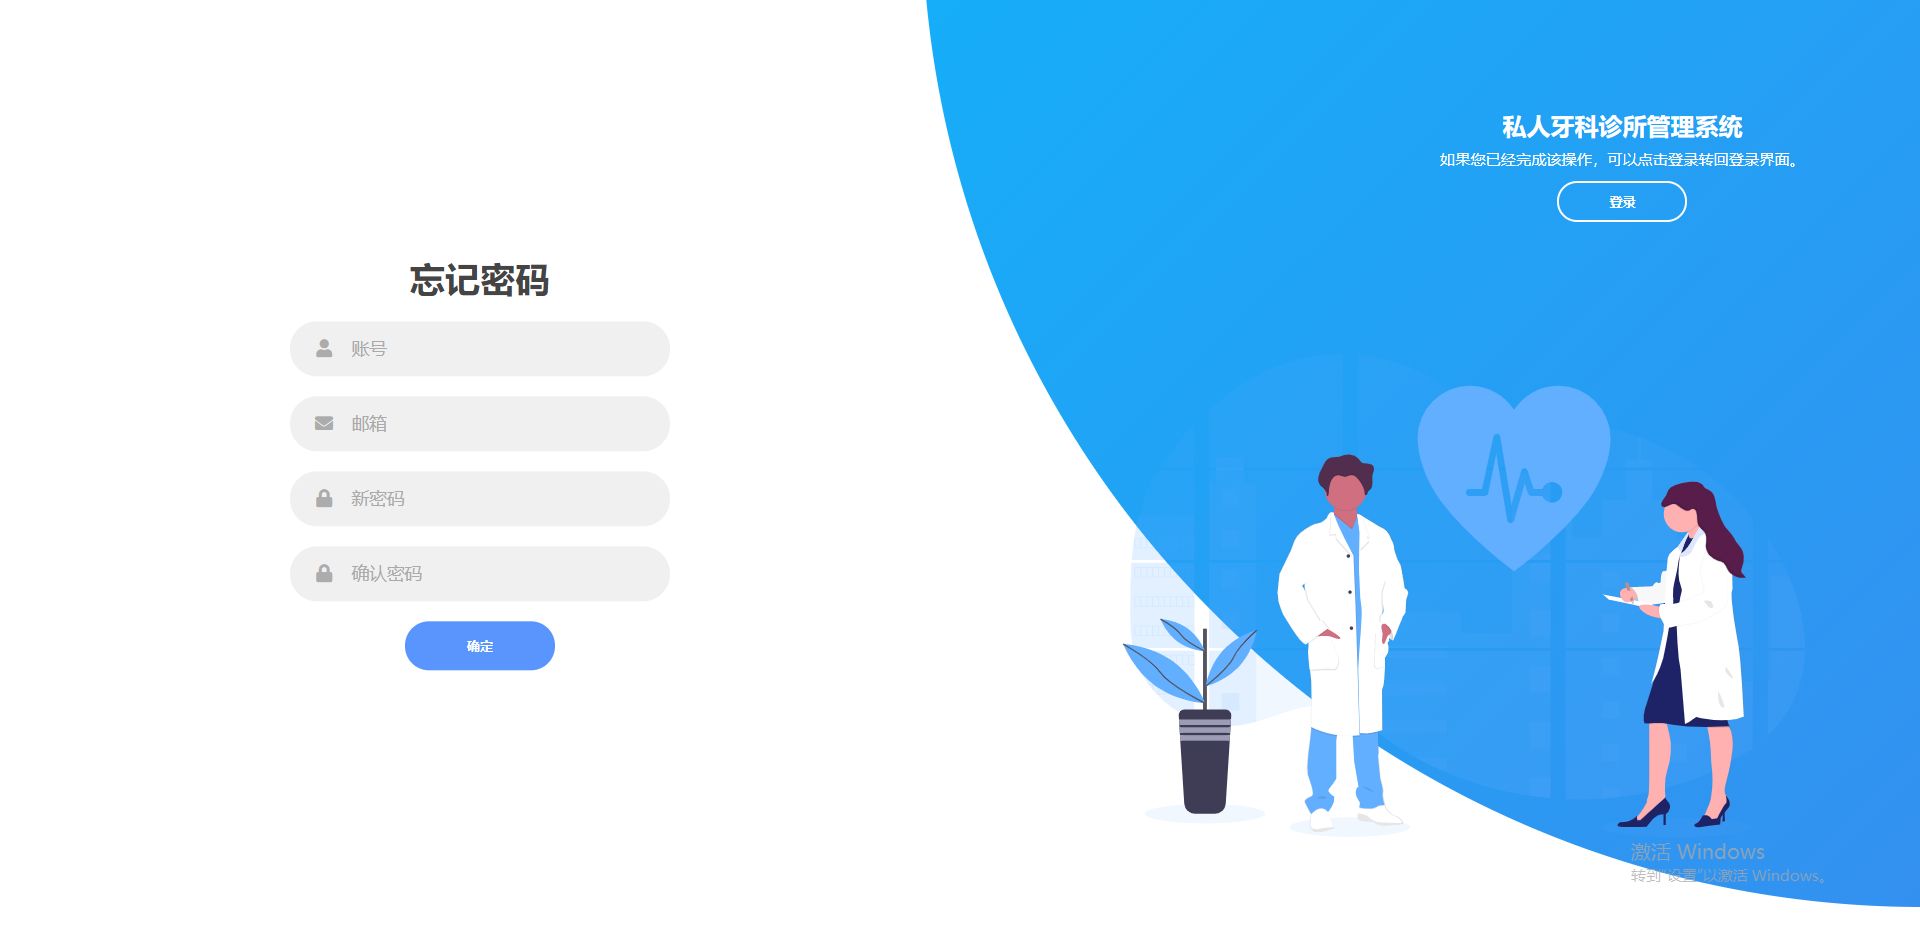 忘记密码
账号
邮箱
新密码
确认密码
确定
私人牙科诊所管理系统
如果您已经完成该操作，可以点击登录转回登录界面。
登录
激活 Windows
转到"设置"以激活 Windows。